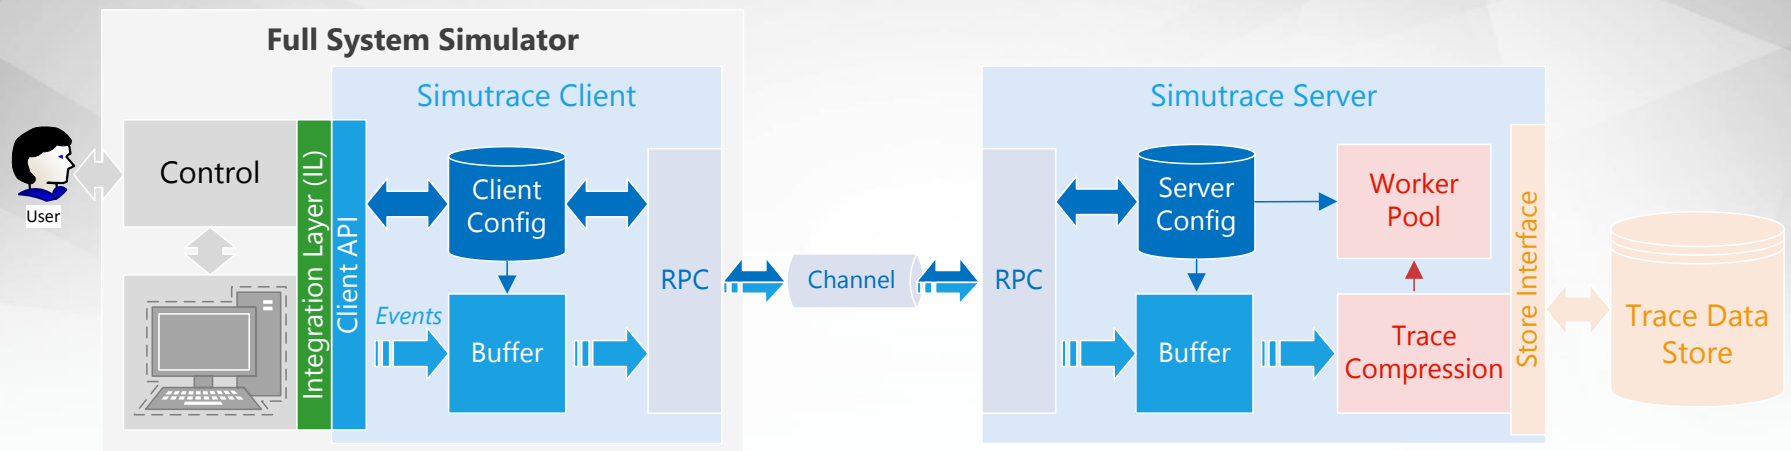 Full System Simulator
User
Control
Integration Layer (IL)
Client API
Simutrace Client
Client
Config
Events
Buffer
RPC
Channel
Simutrace Server
RPC
Server
Config
Buffer
Worker
Pool
Trace
Compression
Store Interface
Trace Data
Store